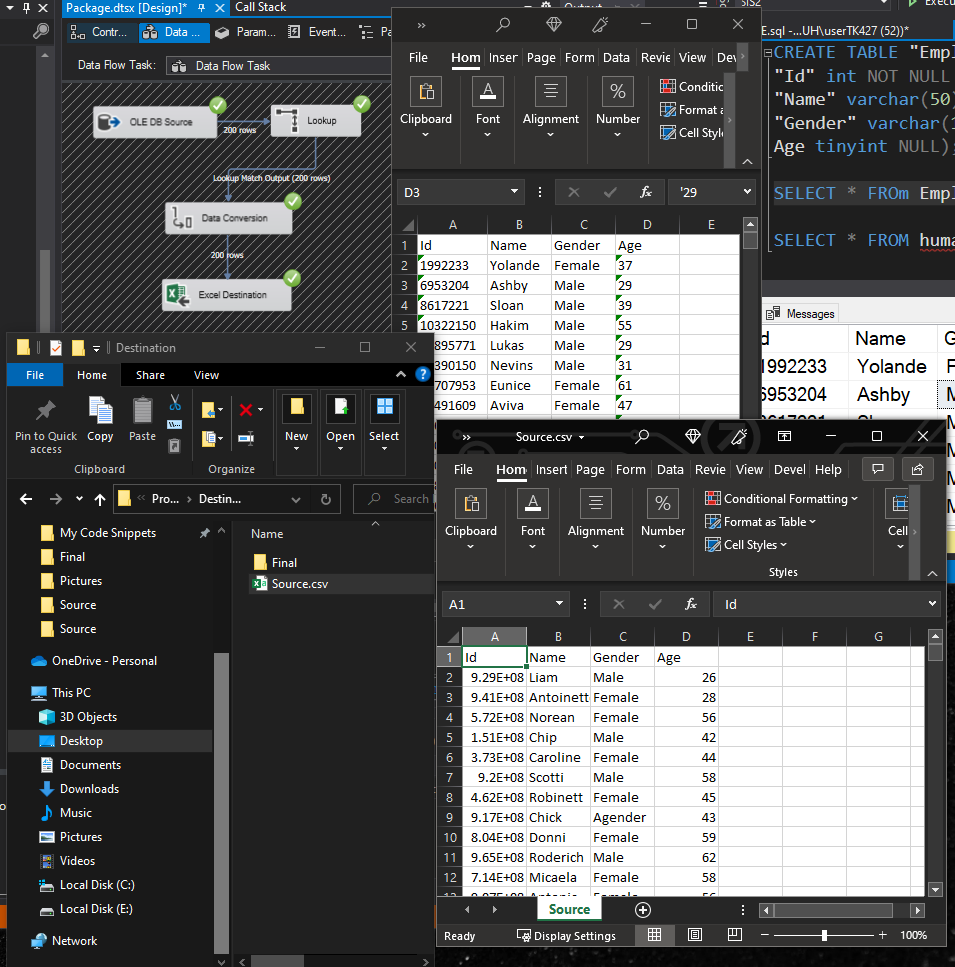 Package.dtsx [Design]*
Call Stack
Contr...
Data ...
Param...
Event...
Data Flow Task:
Data Flow Task
OLE DB Source
200 rows
Lookup
Lookup Match Output (200 rows)
Data Conversion
200 rows
Excel Destination
File Hom Inser Page Form Data Revie View Dev
Clipboard Font Alignment Number
Conditic
Format a
Cell Style
D3 fx '29
A B C D E
1 Id Name Gender Age
2 1992233 Yolande Female 37
3 6953204 Ashby Male 29
4 8617221 Sloan Male 39
5 10322150 Hakim Male 55
895771 Lukas Male 29
390150 Nevins Male 31
707953 Eunice Female 61
491609 Aviva Female 47
E.sql -...UH\userTK427 (52))*
CREATE TABLE "Empl
"Id" int NOT NULL
"Name" varchar(50)
"Gender" varchar(1
Age tinyint NULL);
SELECT * FROm Empl
SELECT * FROM huma
Messages
d Name G
1992233 Yolande F
6953204 Ashby M
Destination
File Home Share View
Pin to Quick access
Copy
Paste
Clipboard
Organize
New
Open
Select
Pro... Destin...
Search
My Code Snippets
Final
Pictures
Source
Source
OneDrive - Personal
This PC
3D Objects
Desktop
Documents
Downloads
Music
Pictures
Videos
Local Disk (C:)
Local Disk (E:)
Network
Name
Final
Source.csv
Source.csv
File Hom Insert Page Form Data Revie View Devel Help
Clipboard Font Alignment Number
Conditional Formatting
Format as Table
Cell Styles
Styles
Cell
A1 fx Id
A B C D E F G
1 Id Name Gender Age
2 9.29E+08 Liam Male 26
3 9.41E+08 Antoinett Female 28
4 5.72E+08 Norean Female 56
5 1.51E+08 Chip Male 42
6 3.73E+08 Caroline Female 44
7 9.2E+08 Scotti Male 58
8 4.62E+08 Robinett Female 45
9 9.17E+08 Chick Agender 43
10 8.04E+08 Donni Female 59
11 9.65E+08 Roderich Male 62
12 7.14E+08 Micaela Female 58
Source
Ready
Display Settings
100%